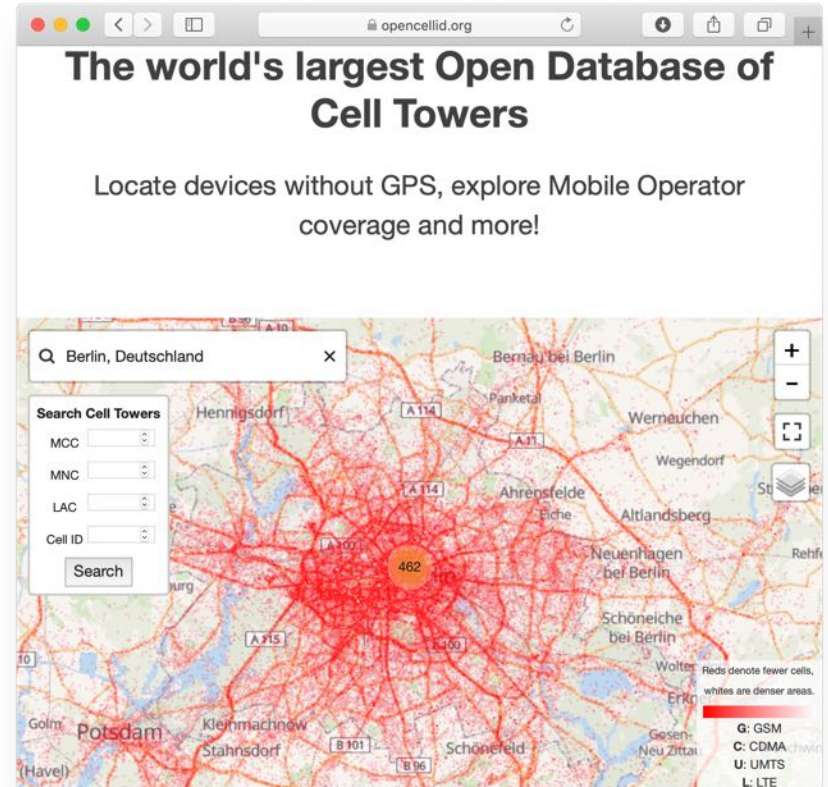 opencellid.org
The world's largest Open Database of
Cell Towers
Locate devices without GPS, explore Mobile Operator
coverage and more!
B 96
A 10
Berlin, Deutschland
Bernau bei Berlin
+
−
Search Cell Towers
MCC
MNC
LAC
Cell ID
Search
Hennigsdorf
A 114
Panketal
Werneuchen
A 11
Wegendorf
A 114
Ahrensfelde
Eiche
Altlandsberg
A 100
462
Neuenhagen
bei Berlin
Schöneiche
bei Berlin
A 115
A 100
10
Reds denote fewer cells,
whites are denser areas.
Golm
Potsdam
Kleinmachnow
Stahnsdorf
B 101
B 96
Schönefeld
Gosen-
Neu Zittau
(Havel)
G: GSM
C: CDMA
U: UMTS
L: LTE